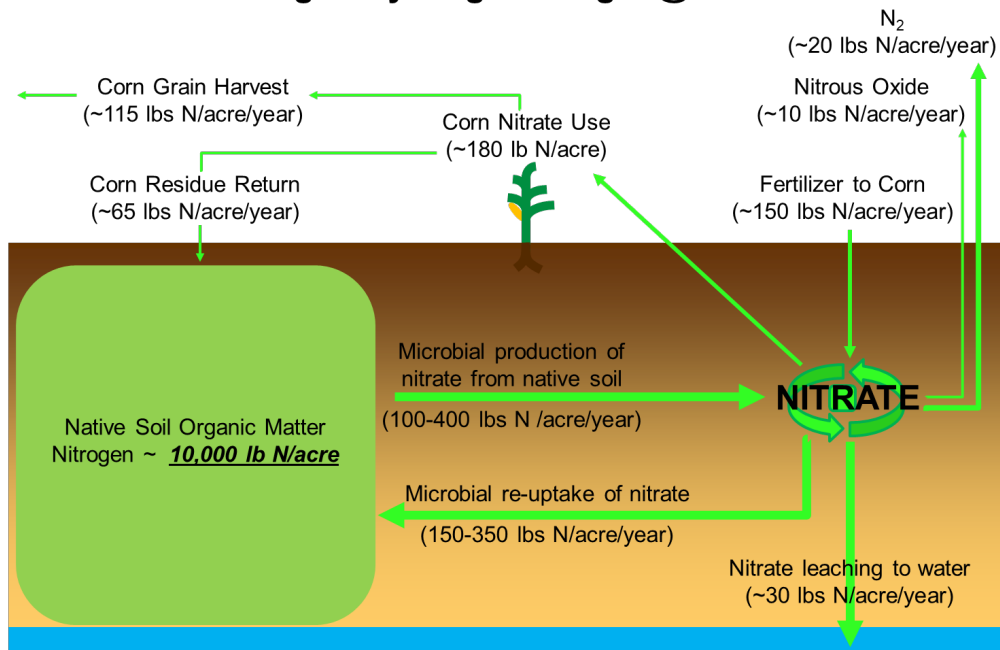 N2
(~20 lbs N/acre/year)
Corn Grain Harvest
(~115 lbs N/acre/year)
Nitrous Oxide
(~10 lbs N/acre/year)
Corn Nitrate Use
(~180 lb N/acre)
Corn Residue Return
(~65 lbs N/acre/year)
Fertilizer to Corn
(~150 lbs N/acre/year)
Microbial production of
nitrate from native soil
(100-400 lbs N /acre/year)
NITRATE
Native Soil Organic Matter
Nitrogen ~ 10,000 lb N/acre
Microbial re-uptake of nitrate
(150-350 lbs N/acre/year)
Nitrate leaching to water
(~30 lbs N/acre/year)